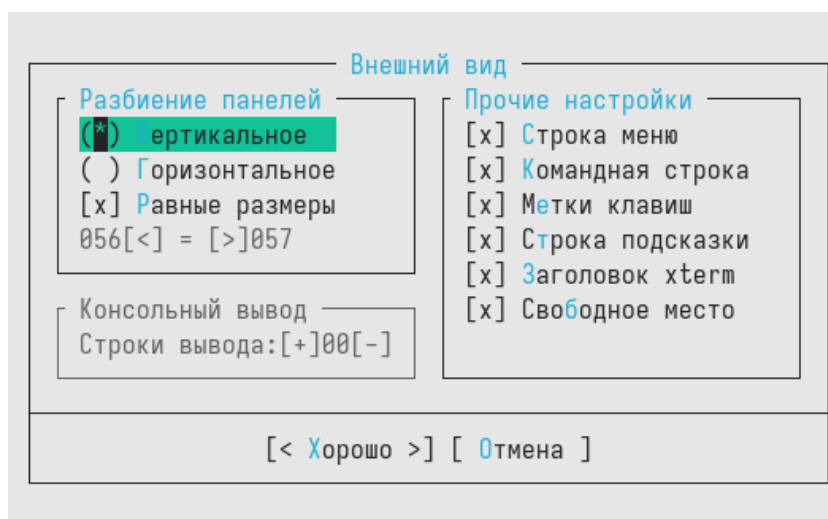 Внешний вид
Разбиение панелей
(*) Вертикальное
( ) Горизонтальное
[x] Равные размеры
056[<] = [>]057
Консольный вывод
Строки вывода:[+]00[-]
Прочие настройки
[x] Строка меню
[x] Командная строка
[x] Метки клавиш
[x] Строка подсказки
[x] Заголовок xterm
[x] Свободное место
[< Хорошо >] [ Отмена ]